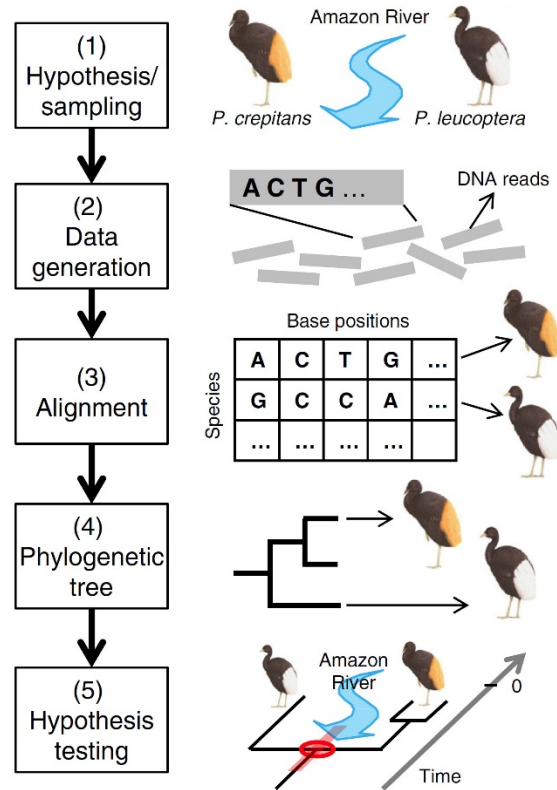 (1)
Hypothesis/
sampling
Amazon River
P. crepitans
P. leucoptera
(2)
Data
generation
A C T G ...
DNA reads
(3)
Alignment
Base positions
Species
A C T G ...
G C C A ...
... ... ... ...
(4)
Phylogenetic
tree
(5)
Hypothesis
testing
Amazon
River
0
Time